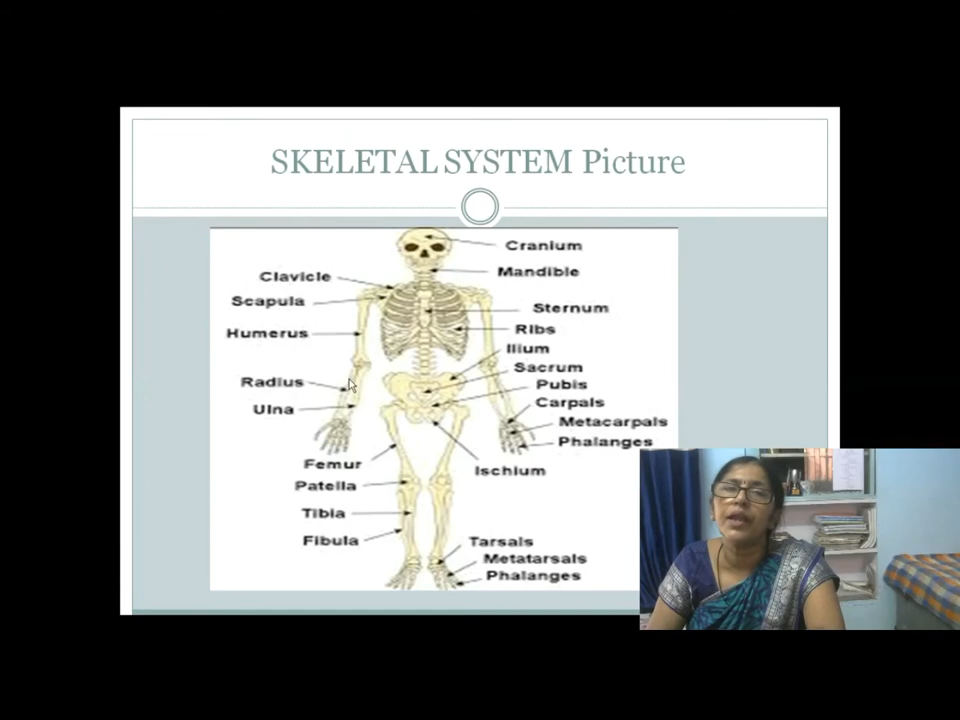 SKELETAL SYSTEM Picture
Cranium
Mandible
Clavicle
Scapula
Sternum
Humerus
Ribs
Ilium
Sacrum
Radius
Pubis
Carpals
Ulna
Metacarpals
Phalanges
Femur
Ischium
Patella
Tibia
Fibula
Tarsals
Metatarsals
Phalanges